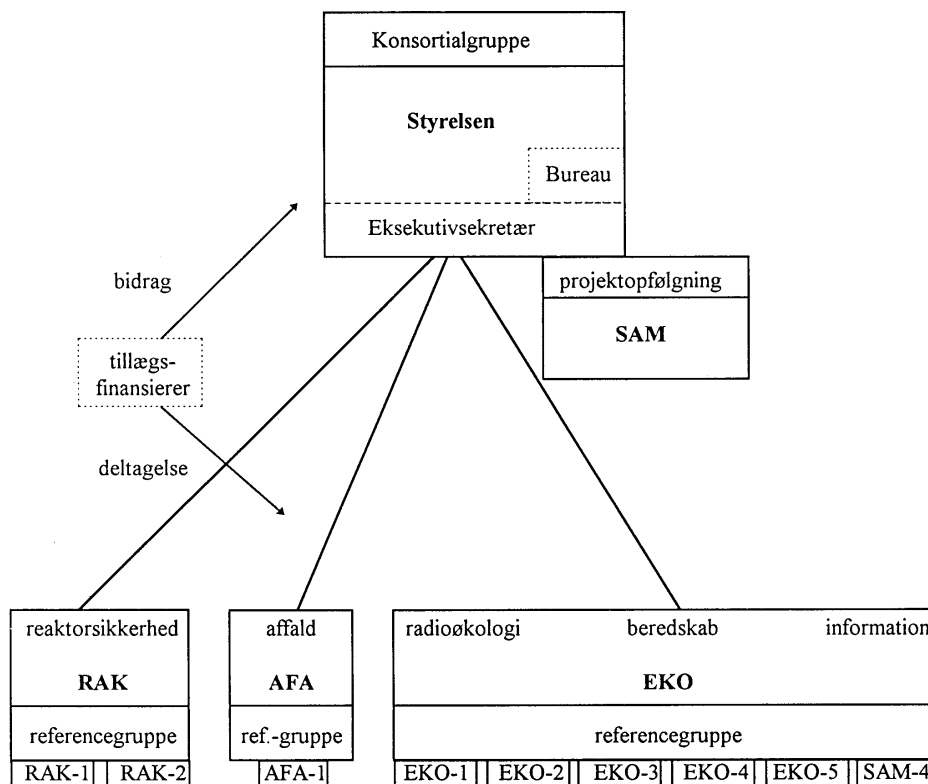 Konsortialgruppe
Styrelsen
Bureau
Eksekutivsekretær
projektopfølgning
SAM
bidrag
tillægs-
finansierer
deltagelse
reaktorsikkerhed
RAK
referencegruppe
RAK-1 RAK-2
affald
AFA
ref.-gruppe
AFA-1
radioøkologi beredskab information
EKO
referencegruppe
EKO-1 EKO-2 EKO-3 EKO-4 EKO-5 SAM-4